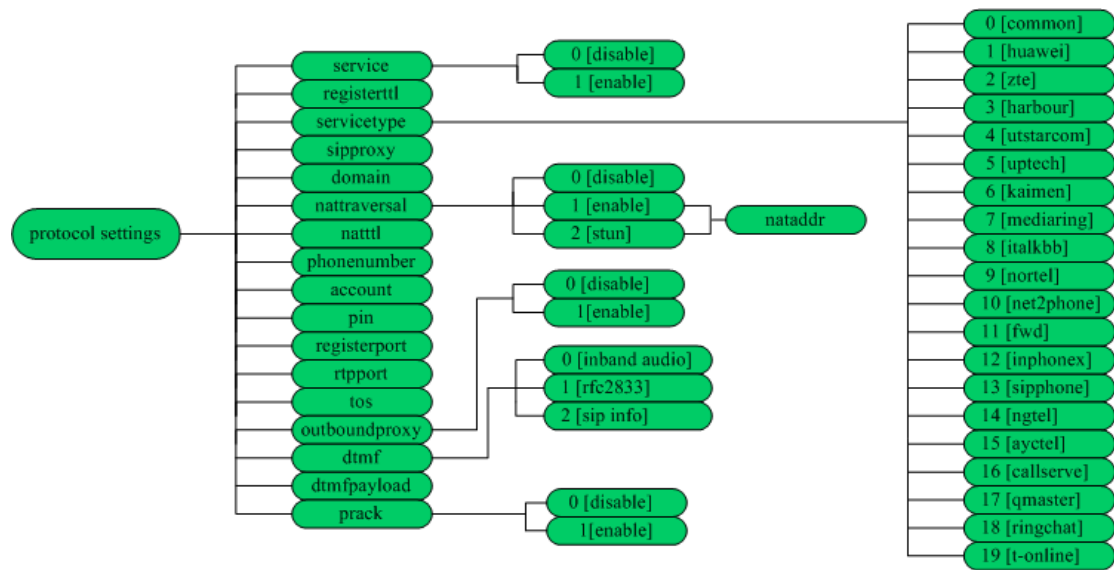 protocol settings
service
registerttl
servicetype
sipproxy
domain
nattraversal
natttl
phonenumber
account
pin
registerport
rtpport
tos
outboundproxy
dtmf
dtmfpayload
prack
0 [disable]
1 [enable]
0 [disable]
1 [enable]
2 [stun]
nataddr
0 [disable]
1[enable]
0 [inband audio]
1 [rfc2833]
2 [sip info]
0 [disable]
1[enable]
0 [common]
1 [huawei]
2 [zte]
3 [harbour]
4 [utstarcom]
5 [uptech]
6 [kaimen]
7 [mediaring]
8 [italkbb]
9 [nortel]
10 [net2phone]
11 [fwd]
12 [inphonex]
13 [sipphone]
14 [ngtel]
15 [ayctel]
16 [callserve]
17 [qmaster]
18 [ringchat]
19 [t-online]